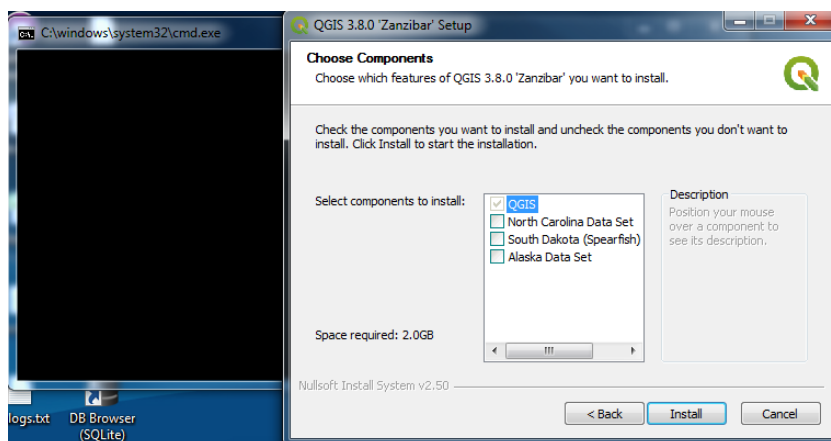 C:\windows\system32\cmd.exe
QGIS 3.8.0 'Zanzibar' Setup
Choose Components
Choose which features of QGIS 3.8.0 'Zanzibar' you want to install.
Check the components you want to install and uncheck the components you don't want to
install. Click Install to start the installation.
Select components to install:
QGIS
North Carolina Data Set
South Dakota (Spearfish)
Alaska Data Set
Description
Position your mouse
over a component to
see its description.
Space required: 2.0GB
Nullsoft Install System v2.50
< Back
Install
Cancel
logs.txt
DB Browser
(SQLite)